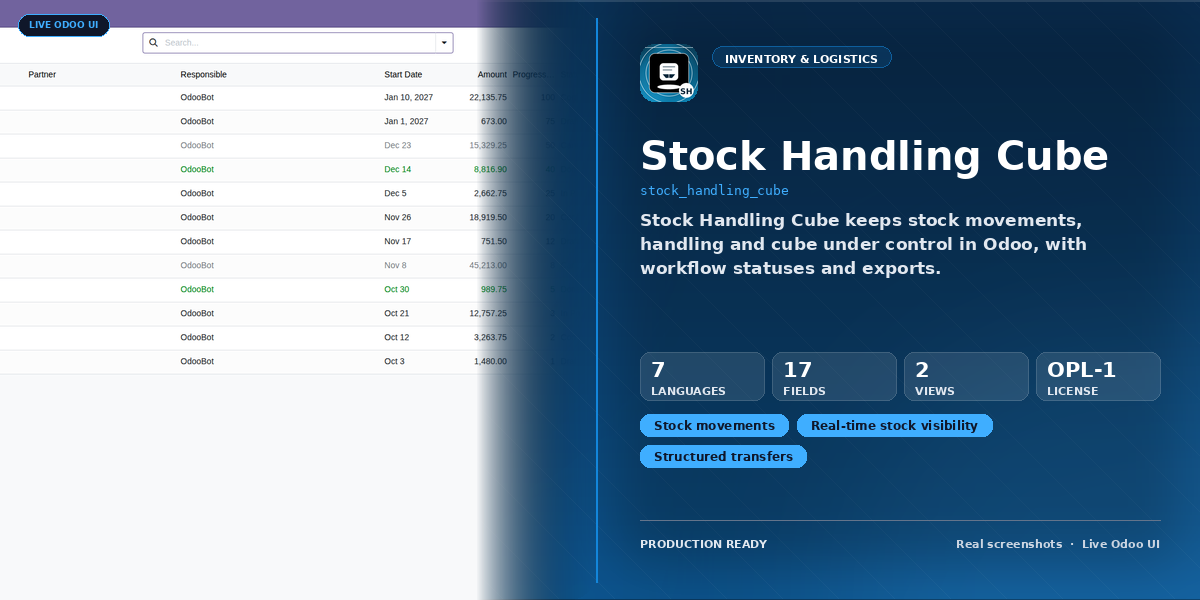 LIVE ODOO UI
Search...
Partner Responsible Start Date Amount Progress
OdooBot Jan 10, 2027 22,135.75
OdooBot Jan 1, 2027 673.00
OdooBot Dec 23 15,329.25
OdooBot Dec 14 8,816.90
OdooBot Dec 5 2,662.75
OdooBot Nov 26 18,919.50
OdooBot Nov 17 751.50
OdooBot Nov 8 45,213.00
OdooBot Oct 30 989.75
OdooBot Oct 21 12,757.25
OdooBot Oct 12 3,263.75
OdooBot Oct 3 1,480.00
SH
INVENTORY & LOGISTICS
Stock Handling Cube
stock_handling_cube
Stock Handling Cube keeps stock movements,
handling and cube under control in Odoo, with
workflow statuses and exports.
7 17 2 OPL-1
LANGUAGES FIELDS VIEWS LICENSE
Stock movements Real-time stock visibility
Structured transfers
PRODUCTION READY Real screenshots · Live Odoo UI